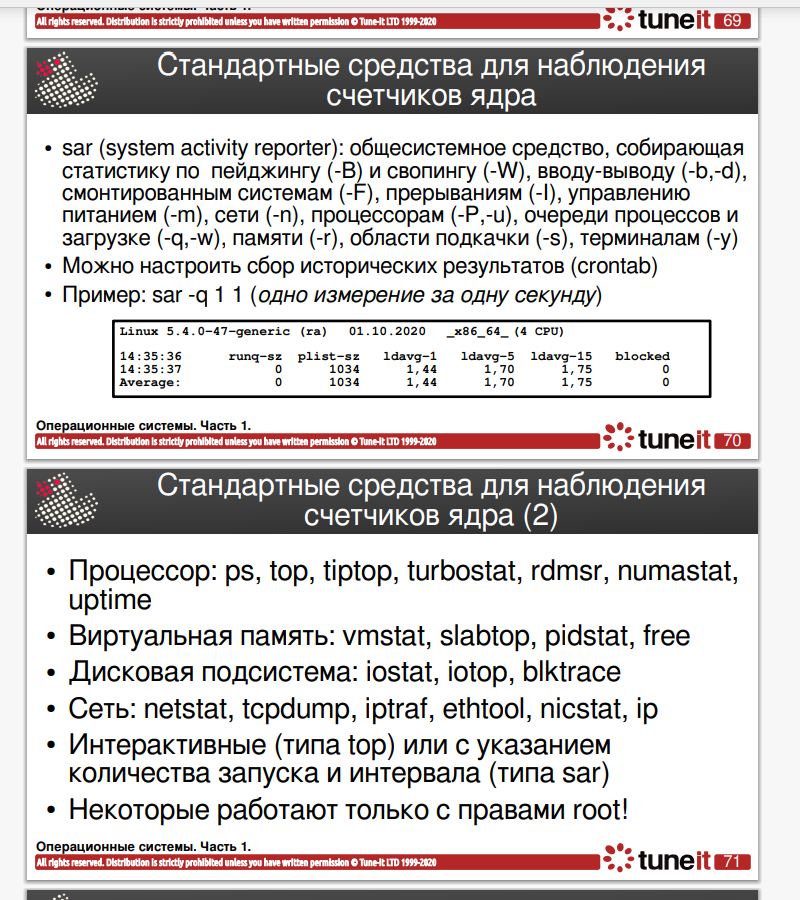 Операционные системы. Часть 1.
All rights reserved. Distribution is strictly prohibited unless you have written permission © Tune-it LTD 1999-2020
tuneit 69
Стандартные средства для наблюдения
счетчиков ядра
• sar (system activity reporter): общесистемное средство, собирающая
статистику по пейджингу (-B) и свопингу (-W), вводу-выводу (-b,-d),
смонтированным системам (-F), прерываниям (-I), управлению
питанием (-m), сети (-n), процессорам (-P,-u), очереди процессов и
загрузке (-q,-w), памяти (-r), области подкачки (-s), терминалам (-y)
• Можно настроить сбор исторических результатов (crontab)
• Пример: sar -q 1 1 (одно измерение за одну секунду)
Linux 5.4.0-47-generic (ra) 01.10.2020 _x86_64_ (4 CPU)
14:35:36 runq-sz plist-sz ldavg-1 ldavg-5 ldavg-15 blocked
14:35:37 0 1034 1,44 1,70 1,75 0
Average: 0 1034 1,44 1,70 1,75 0
Операционные системы. Часть 1.
All rights reserved. Distribution is strictly prohibited unless you have written permission © Tune-it LTD 1999-2020
tuneit 70
Стандартные средства для наблюдения
счетчиков ядра (2)
• Процессор: ps, top, tiptop, turbostat, rdmsr, numastat,
uptime
• Виртуальная память: vmstat, slabtop, pidstat, free
• Дисковая подсистема: iostat, iotop, blktrace
• Сеть: netstat, tcpdump, iptraf, ethtool, nicstat, ip
• Интерактивные (типа top) или с указанием
количества запуска и интервала (типа sar)
• Некоторые работают только с правами root!
Операционные системы. Часть 1.
All rights reserved. Distribution is strictly prohibited unless you have written permission © Tune-it LTD 1999-2020
tuneit 71